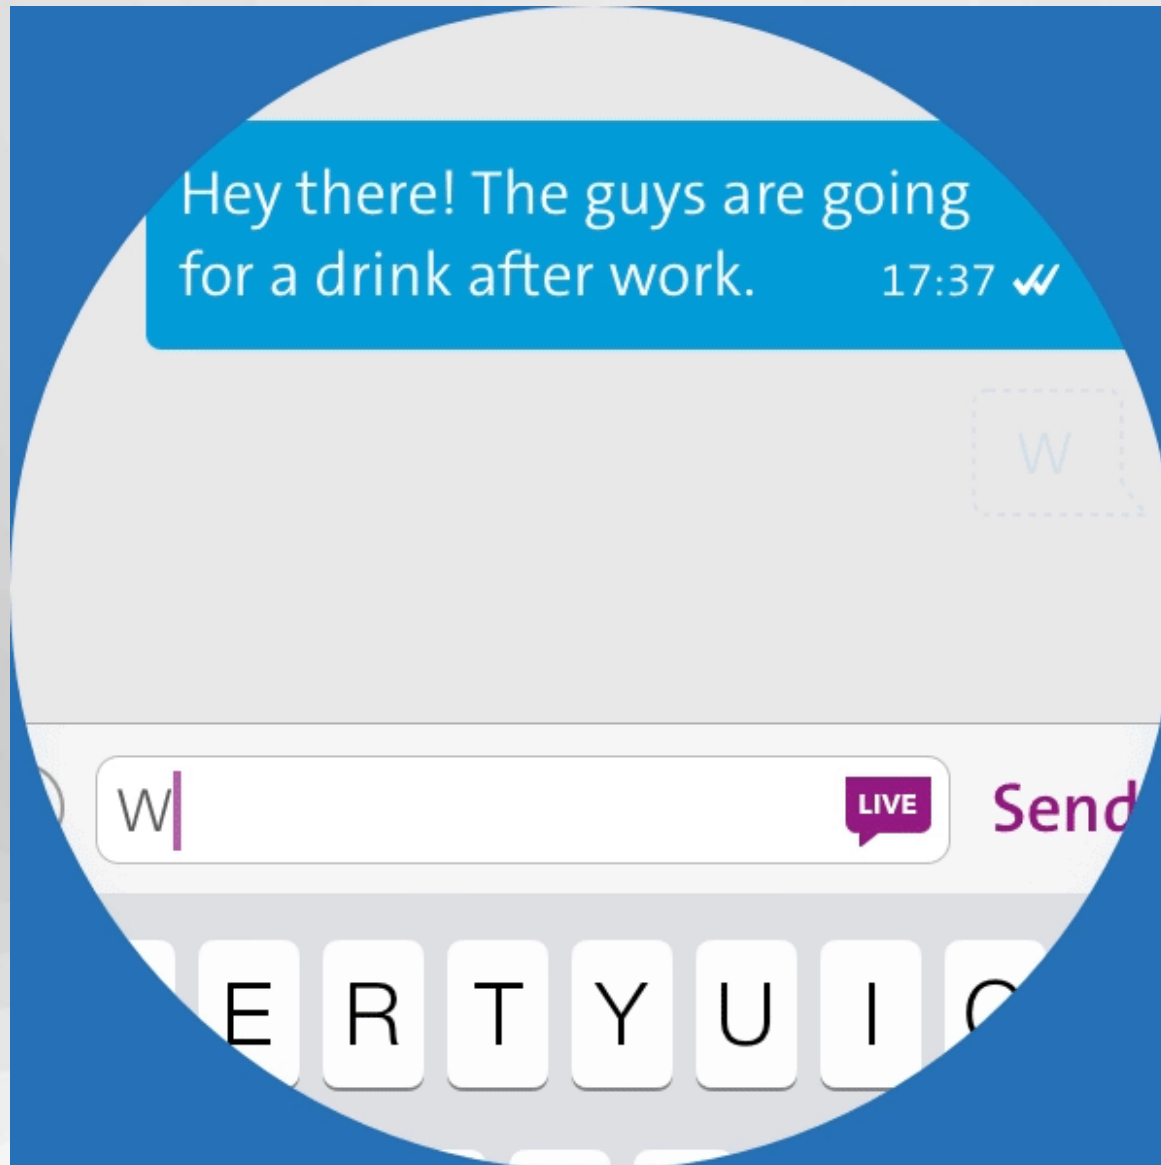 Hey there! The guys are going
for a drink after work. 17:37
W
W LIVE Send
E R T Y U I O